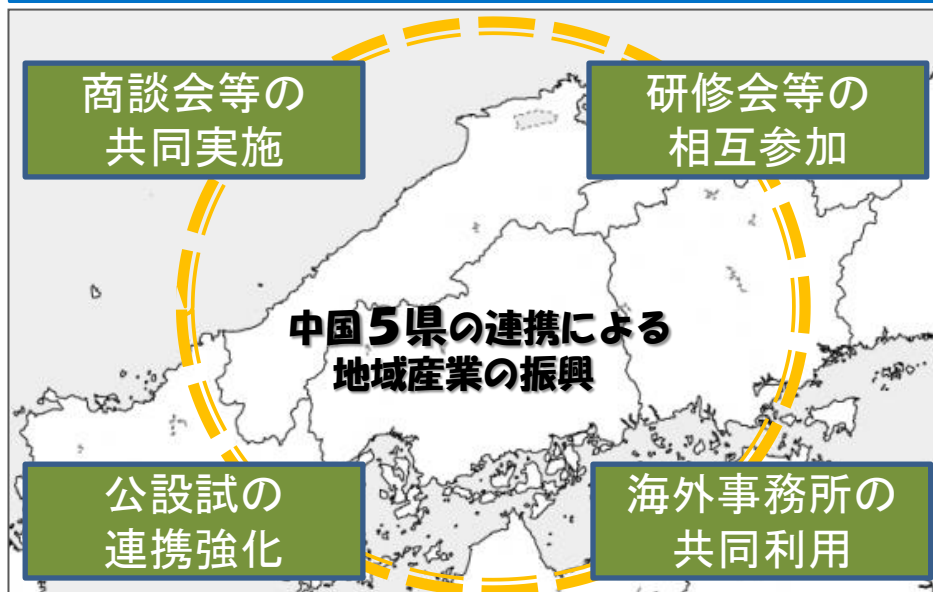 商談会等の
共同実施
研修会等の
相互参加
中国5県の連携による
地域産業の振興
公設試の
連携強化
海外事務所の
共同利用